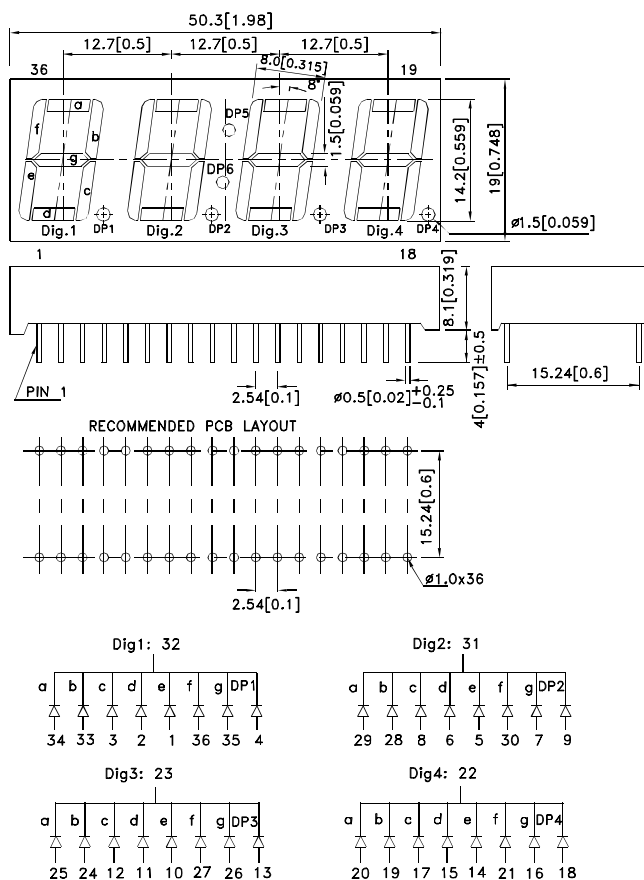 50.3[1.98]
12.7[0.5] 12.7[0.5] 12.7[0.5]
8.0[0.315]
36 19
8°
a
f b
g
e c
d
DP5
DP6
1.5[0.059]
14.2[0.559]
19[0.748]
Dig.1 DP1 Dig.2 DP2 Dig.3 DP3 Dig.4 DP4
ø1.5[0.059]
1 18
8.1[0.319]
PIN 1
2.54[0.1]
ø0.5[0.02]+0.25 −0.1
4[0.157]±0.5
15.24[0.6]
RECOMMENDED PCB LAYOUT
15.24[0.6]
2.54[0.1]
ø1.0x36
Dig1: 32
a b c d e f g DP1
34 33 3 2 1 36 35 4
Dig2: 31
a b c d e f g DP2
29 28 8 6 5 30 7 9
Dig3: 23
a b c d e f g DP3
25 24 12 11 10 27 26 13
Dig4: 22
a b c d e f g DP4
20 19 17 15 14 21 16 18